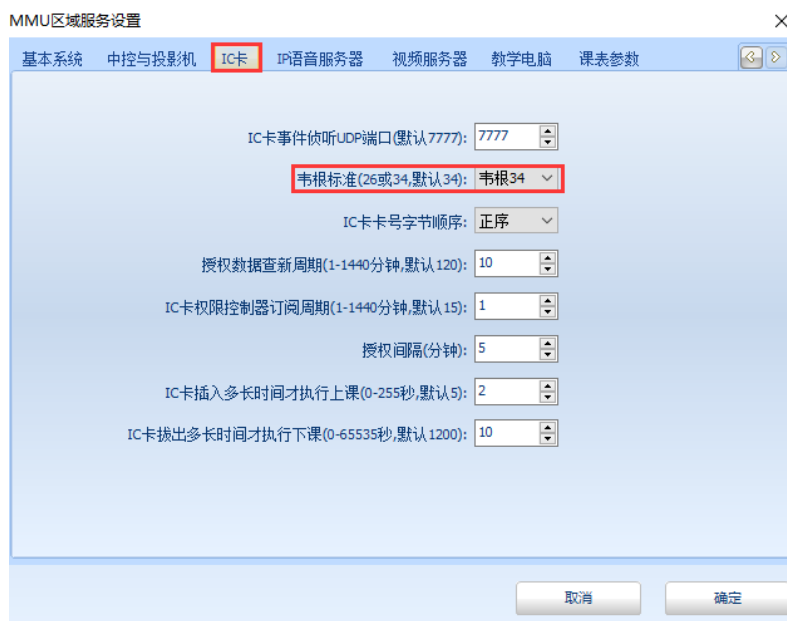 MMU区域服务设置
基本系统 中控与投影机 IC卡 IP语音服务器 视频服务器 教学电脑 课表参数
IC卡事件侦听UDP端口(默认7777): 7777
韦根标准(26或34,默认34): 韦根34
IC卡卡号字节顺序: 正序
授权数据查新周期(1-1440分钟,默认120): 10
IC卡权限控制器订阅周期(1-1440分钟,默认15): 1
授权间隔(分钟): 5
IC卡插入多长时间才执行上课(0-255秒,默认5): 2
IC卡拔出多长时间才执行下课(0-65535秒,默认1200): 10
取消 确定